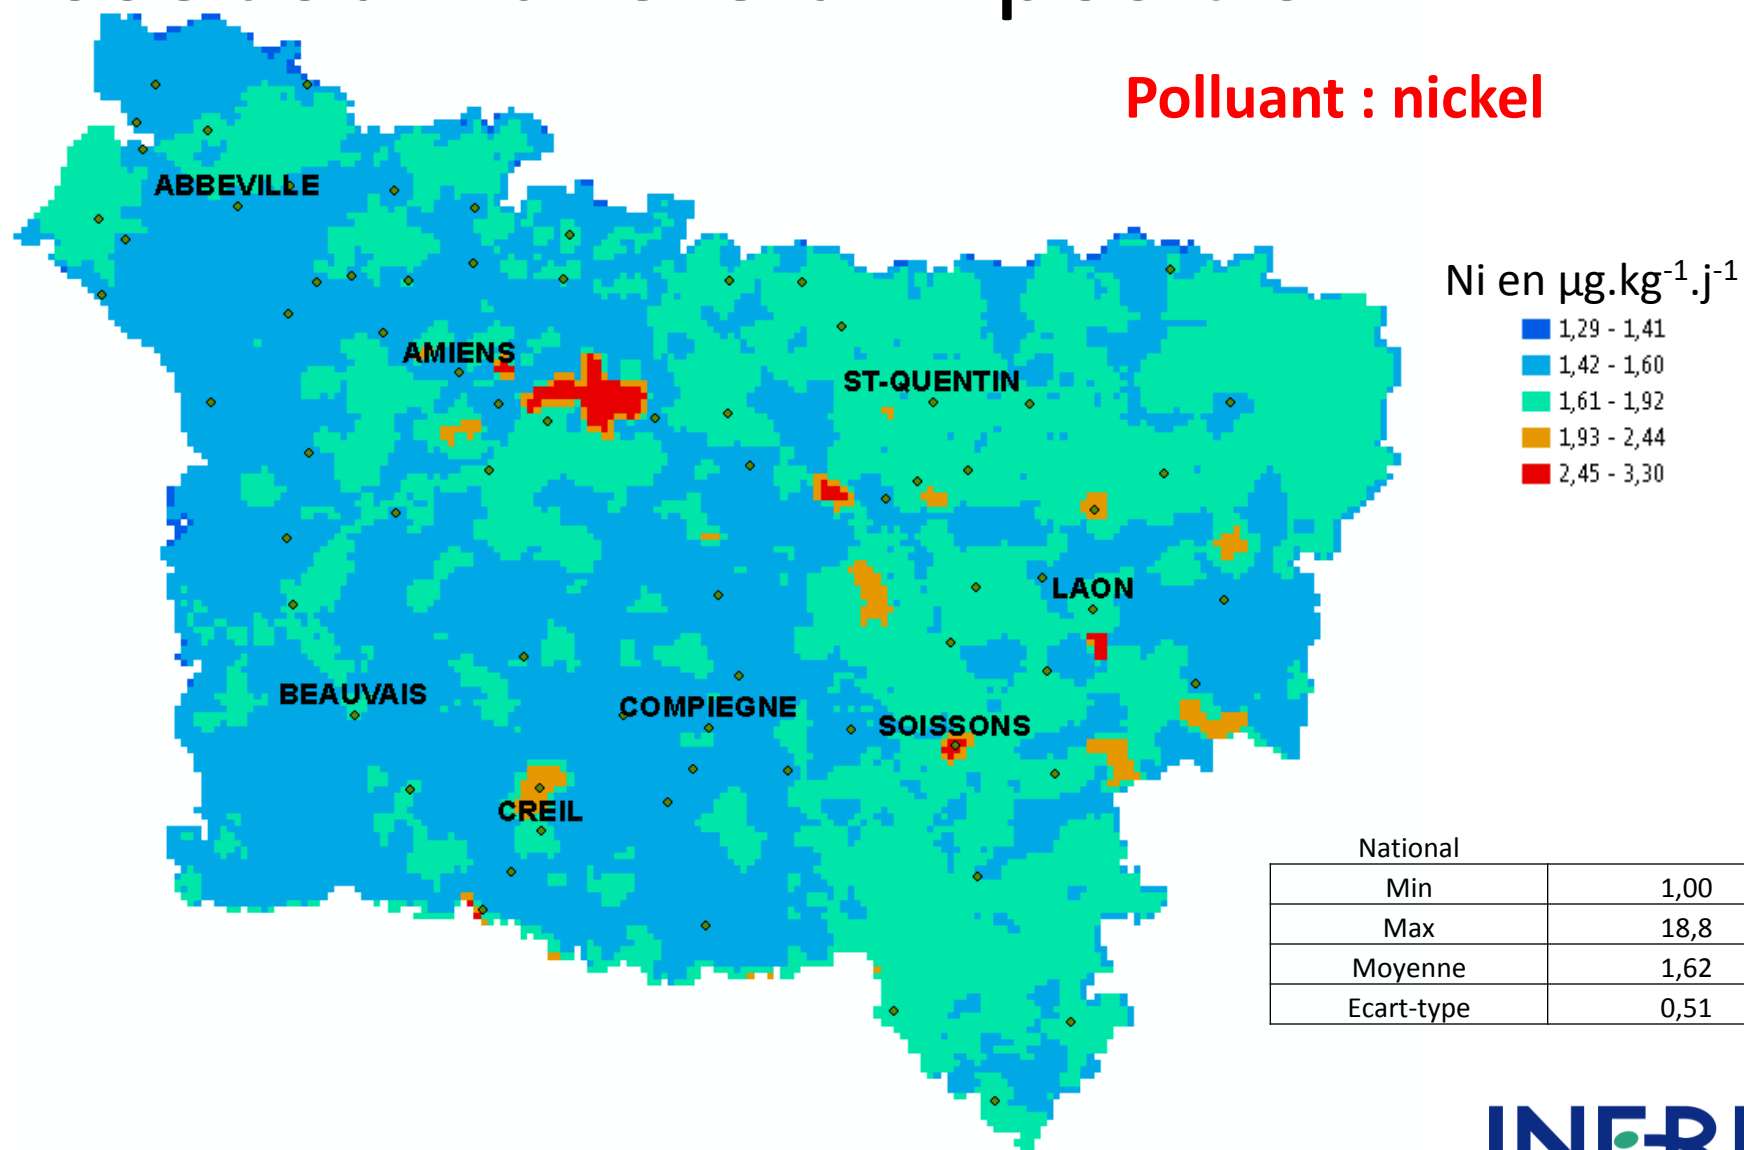 Polluant : nickel
ABBEVILLE
Ni en µg.kg⁻¹.j⁻¹
1,29 - 1,41
1,42 - 1,60
1,61 - 1,92
1,93 - 2,44
2,45 - 3,30
AMIENS
ST-QUENTIN
LAON
BEAUVAIS
COMPIEGNE
SOISSONS
CREIL
National
Min 1,00
Max 18,8
Moyenne 1,62
Ecart-type 0,51